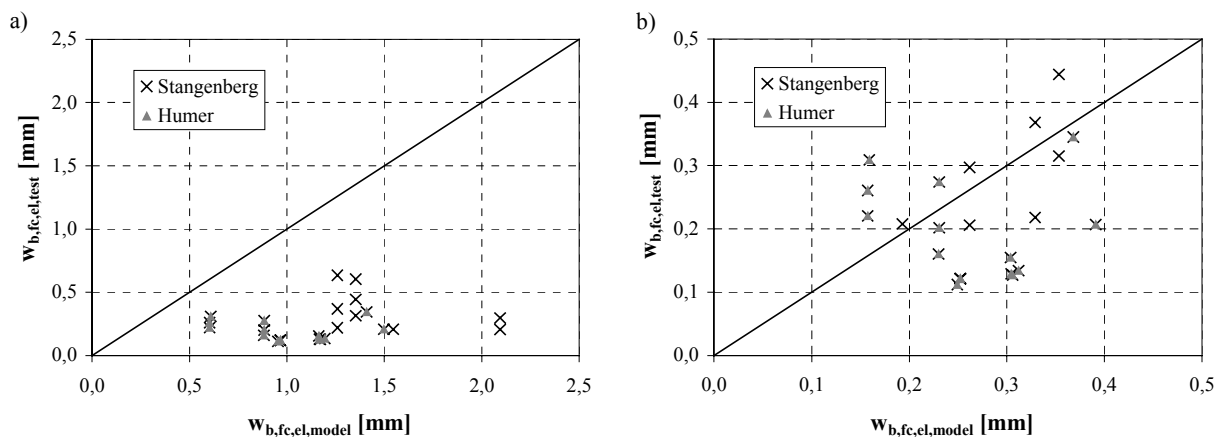 a)
2,5
2,0
1,5
1,0
0,5
0,0
w_b,fc,el,test [mm]
Stangenberg
Humer
0,0 0,5 1,0 1,5 2,0 2,5
w_b,fc,el,model [mm]
b)
0,5
0,4
0,3
0,2
0,1
0,0
w_b,fc,el,test [mm]
Stangenberg
Humer
0,0 0,1 0,2 0,3 0,4 0,5
w_b,fc,el,model [mm]